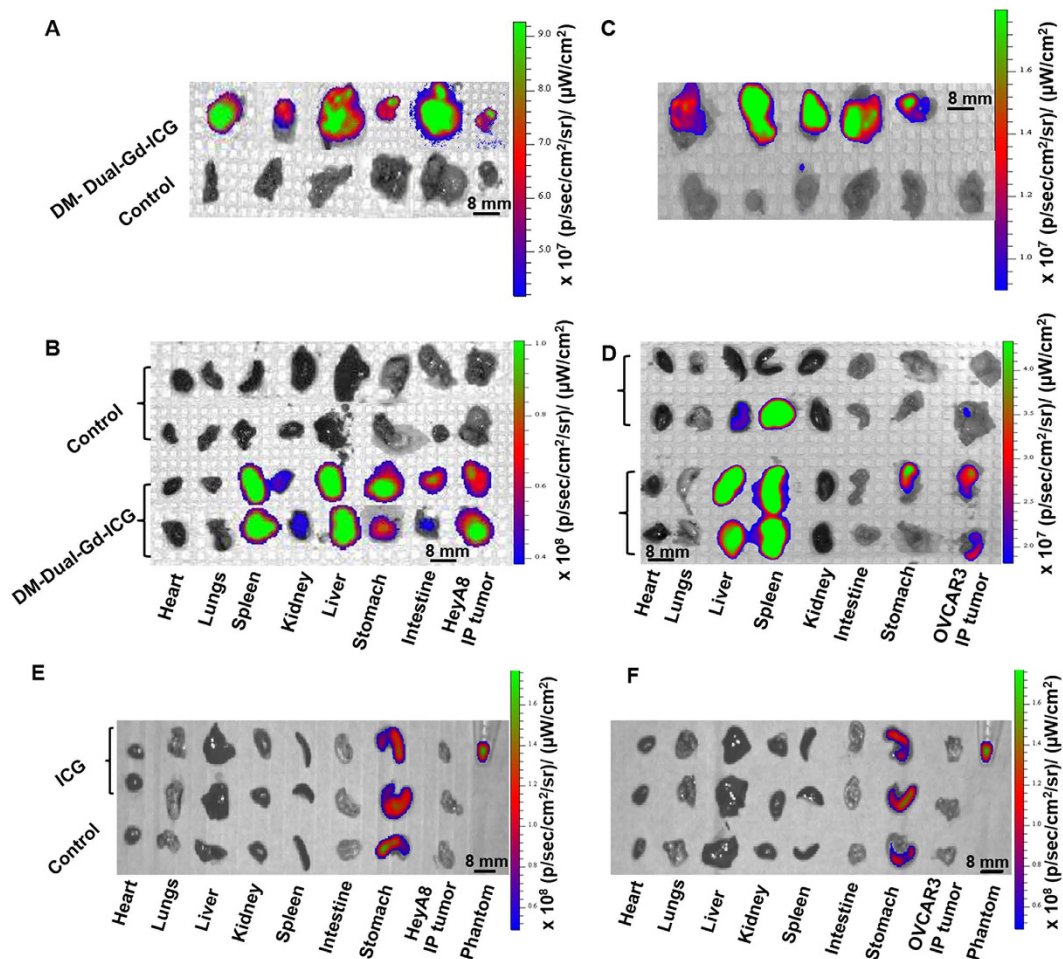 A
DM- Dual-Gd-ICG
Control
8 mm
9.0
8.0
7.0
6.0
5.0
x 10⁷ (p/sec/cm²/sr)/ (µW/cm²)
C
8 mm
1.6
1.4
1.2
1.0
x 10⁷ (p/sec/cm²/sr)/ (µW/cm²)
B
Control
DM-Dual-Gd-ICG
8 mm
1.0
0.8
0.6
0.4
x 10⁸ (p/sec/cm²/sr)/ (µW/cm²)
Heart
Lungs
Spleen
Kidney
Liver
Stomach
Intestine
HeyA8
IP tumor
D
8 mm
4.0
3.5
3.0
2.5
2.0
x 10⁷ (p/sec/cm²/sr)/ (µW/cm²)
Heart
Lungs
Liver
Spleen
Kidney
Intestine
Stomach
OVCAR3
IP tumor
E
ICG
Control
8 mm
1.6
1.4
1.2
1.0
0.8
0.6
x 10⁸ (p/sec/cm²/sr)/ (µW/cm²)
Heart
Lungs
Liver
Kidney
Spleen
Intestine
Stomach
HeyA8
IP tumor
Phantom
F
8 mm
1.6
1.4
1.2
1.0
0.8
0.6
x 10⁸ (p/sec/cm²/sr)/ (µW/cm²)
Heart
Lungs
Liver
Kidney
Spleen
Intestine
Stomach
OVCAR3
IP tumor
Phantom